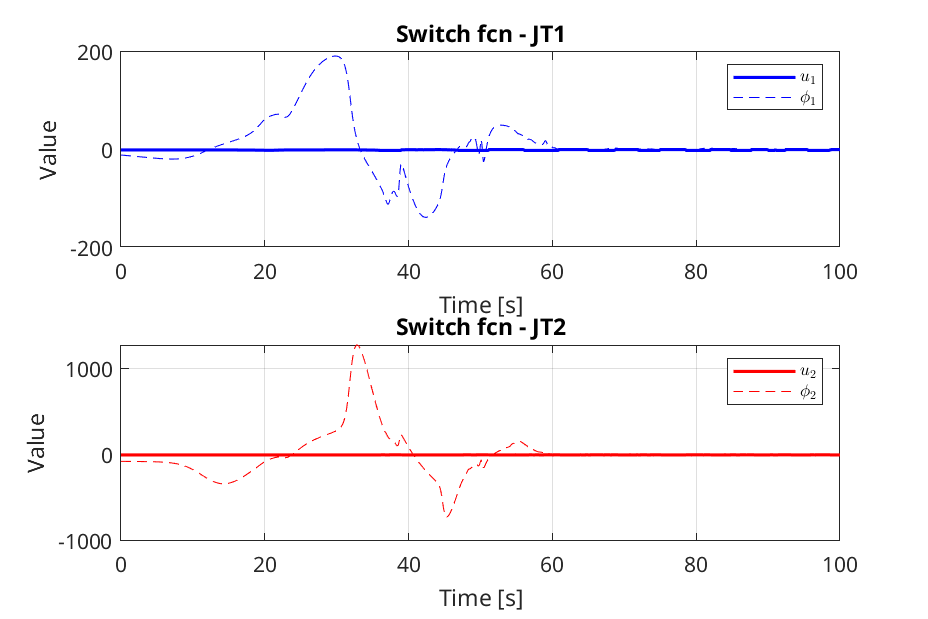 Switch fcn - JT1
200
0
-200
Value
u₁
ϕ₁
0 20 40 60 80 100
Time [s]
Switch fcn - JT2
1000
0
-1000
Value
u₂
ϕ₂
0 20 40 60 80 100
Time [s]